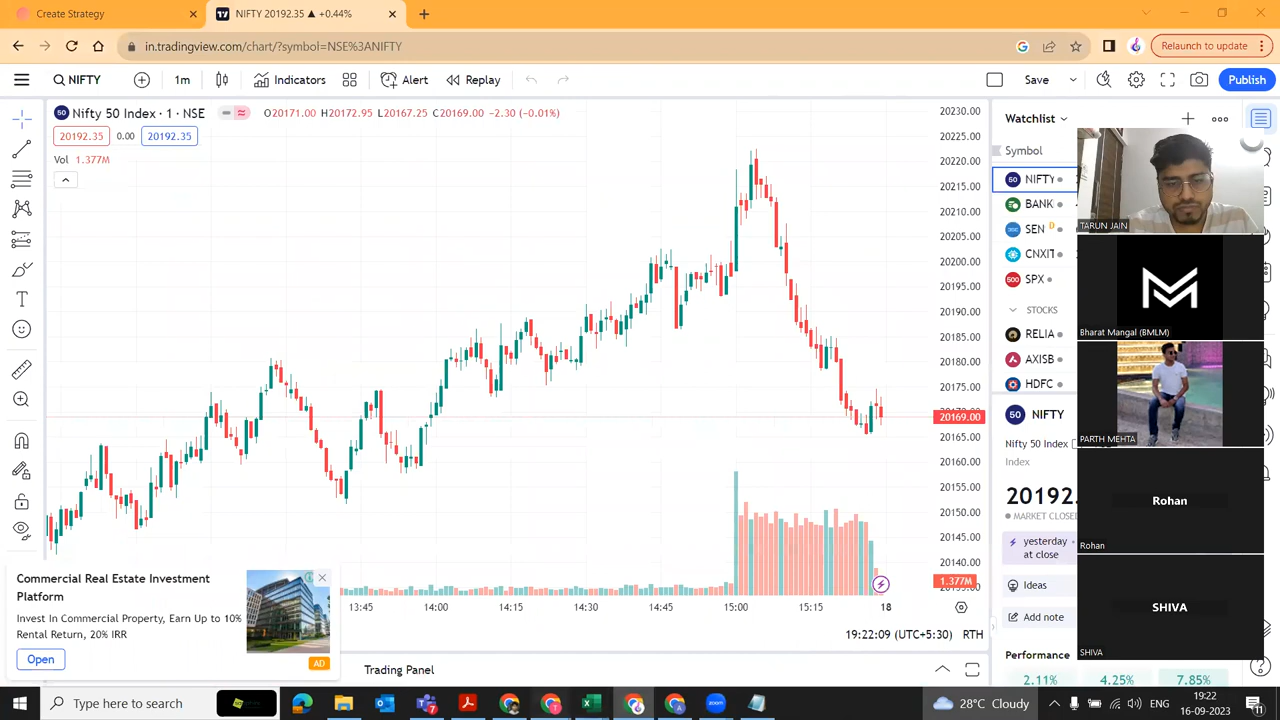 Create Strategy
NIFTY 20192.35 ▲ +0.44%
in.tradingview.com/chart/?symbol=NSE%3ANIFTY
Relaunch to update
NIFTY
1m
Indicators
Alert
Replay
Save
Publish
50 Nifty 50 Index · 1 · NSE
O20171.00 H20172.95 L20167.25 C20169.00 -2.30 (-0.01%)
20192.35 0.00 20192.35
Vol 1.377M
20230.00
20225.00
20220.00
20215.00
20210.00
20205.00
20200.00
20195.00
20190.00
20185.00
20180.00
20175.00
20169.00
20165.00
20160.00
20155.00
20150.00
20145.00
20140.00
1.377M
13:45 14:00 14:15 14:30 14:45 15:00 15:15 18
19:22:09 (UTC+5:30) RTH
Trading Panel
Commercial Real Estate Investment
Platform
Invest In Commercial Property, Earn Up to 10%
Rental Return, 20% IRR
Open
AD
Watchlist
Symbol
50 NIFTY
BANK
SEN D
CNXIT
500 SPX
STOCKS
RELIA
AXISB
HDFC
50 NIFTY
Nifty 50 Index
Index
20192.
MARKET CLOSE
yesterday
at close
Ideas
Add note
Performance
2.11% 4.25% 7.85%
TARUN JAIN
Bharat Mangal (BMLM)
PARTH MEHTA
Rohan
Rohan
SHIVA
SHIVA
Type here to search
zoom
28°C Cloudy
ENG
19:22
16-09-2023
11